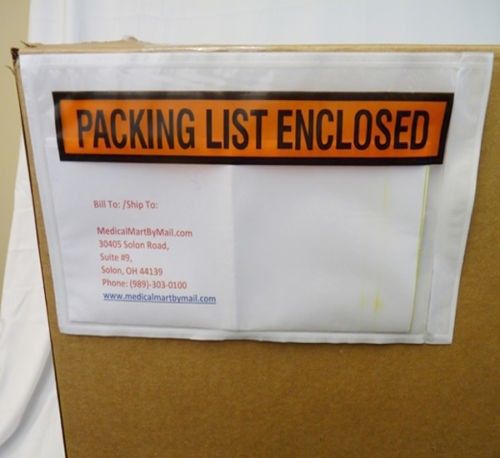 PACKING LIST ENCLOSED
Bill To: /Ship To:
MedicalMartByMail.com
30405 Solon Road,
Suite #9,
Solon, OH 44139
Phone: (989)-303-0100
www.medicalmartbymail.com